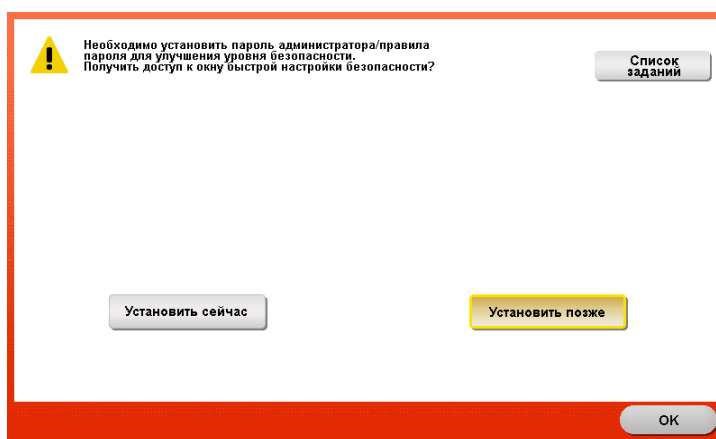 Необходимо установить пароль администратора/правила
пароля для улучшения уровня безопасности.
Получить доступ к окну быстрой настройки безопасности?
Список
заданий
Установить сейчас
Установить позже
OK